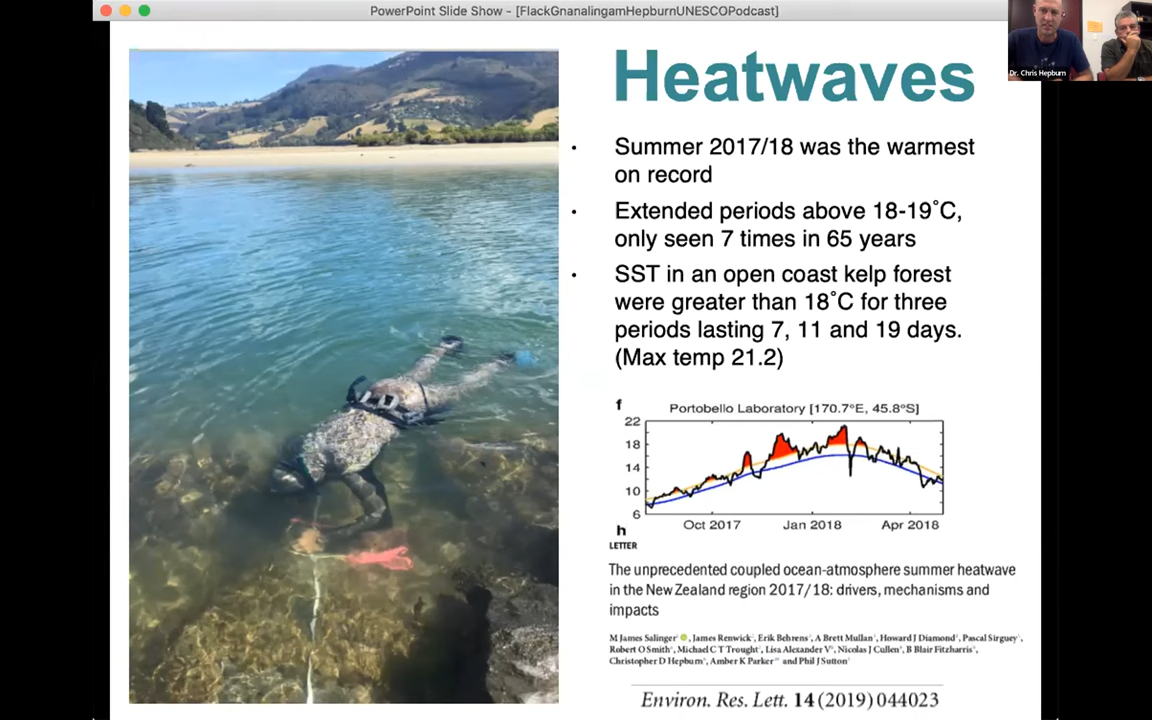 PowerPoint Slide Show - [FlackGnanalingamHepburnUNESCOPodcast]
Dr. Chris Hepburn
Heatwaves
• Summer 2017/18 was the warmest
on record
• Extended periods above 18-19˚C,
only seen 7 times in 65 years
• SST in an open coast kelp forest
were greater than 18˚C for three
periods lasting 7, 11 and 19 days.
(Max temp 21.2)
f
Portobello Laboratory [170.7°E, 45.8°S]
22
18
14
10
6
Oct 2017 Jan 2018 Apr 2018
h
LETTER
The unprecedented coupled ocean-atmosphere summer heatwave
in the New Zealand region 2017/18: drivers, mechanisms and
impacts
M James Salinger, James Renwick, Erik Behrens, A Brett Mullan, Howard J Diamond, Pascal Sirguey,
Robert O Smith, Michael C T Trought, Lisa Alexander V, Nicolas J Cullen, B Blair Fitzharris,
Christopher D Hepburn, Amber K Parker and Phil J Sutton
Environ. Res. Lett. 14 (2019) 044023